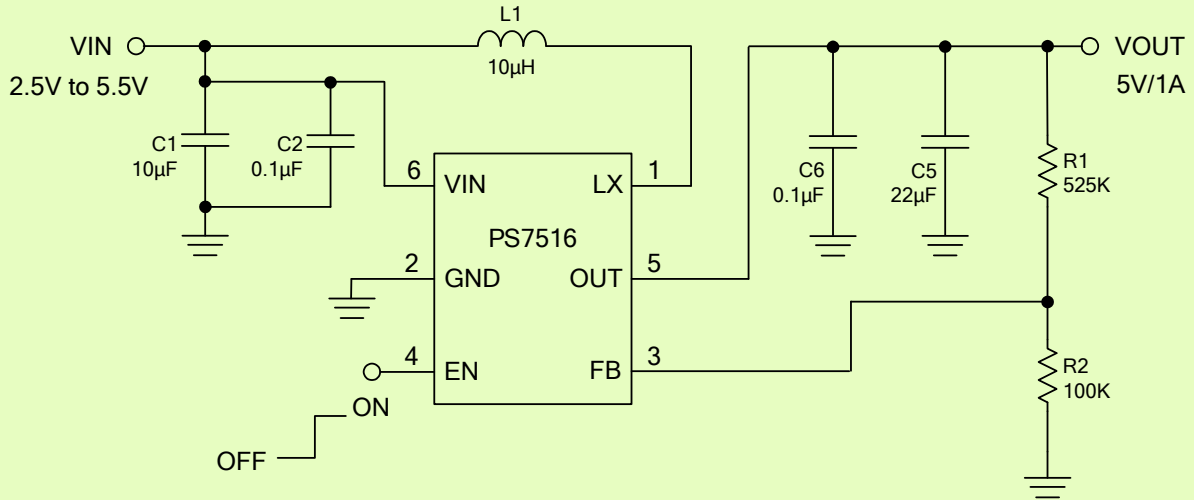 L1
10µH
VIN
2.5V to 5.5V
VOUT
5V/1A
C1
10µF
C2
0.1µF
C6
0.1µF
C5
22µF
R1
525K
6
VIN
LX
1
PS7516
2
GND
OUT
5
4
EN
FB
3
R2
100K
ON
OFF